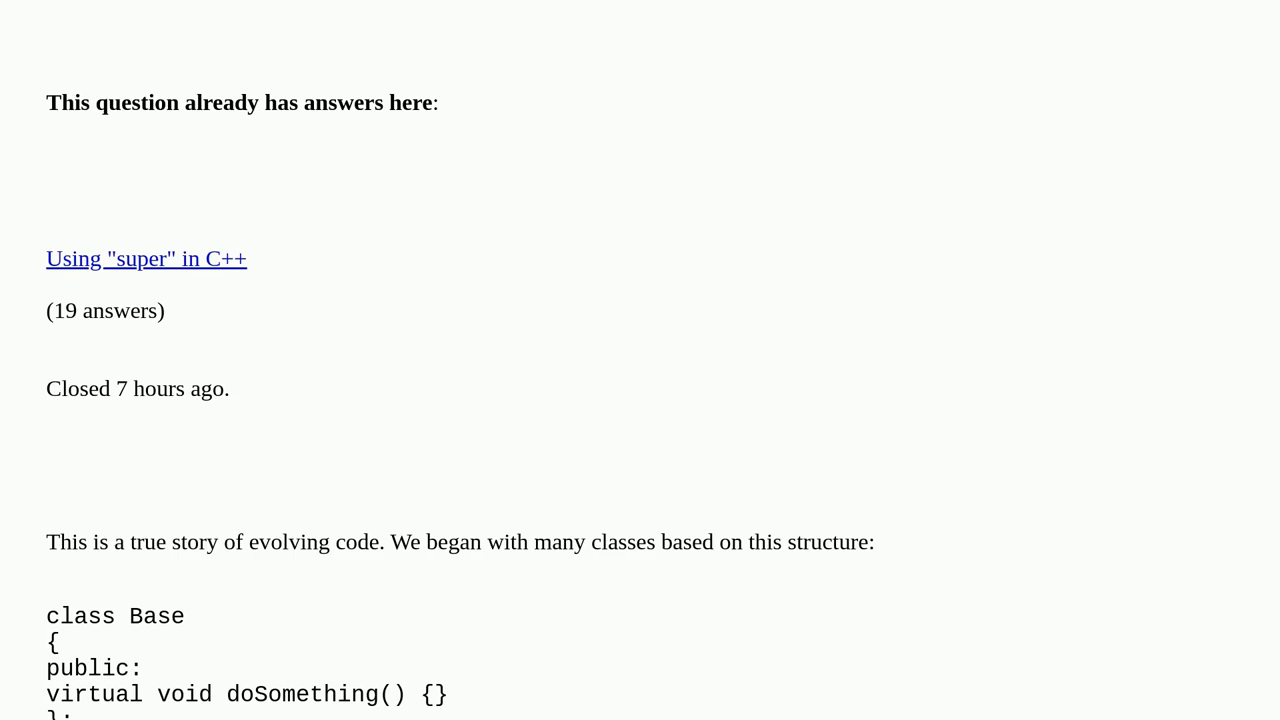 This question already has answers here:
Using "super" in C++
(19 answers)
Closed 7 hours ago.
This is a true story of evolving code. We began with many classes based on this structure:
class Base
{
public:
virtual void doSomething() {}
};